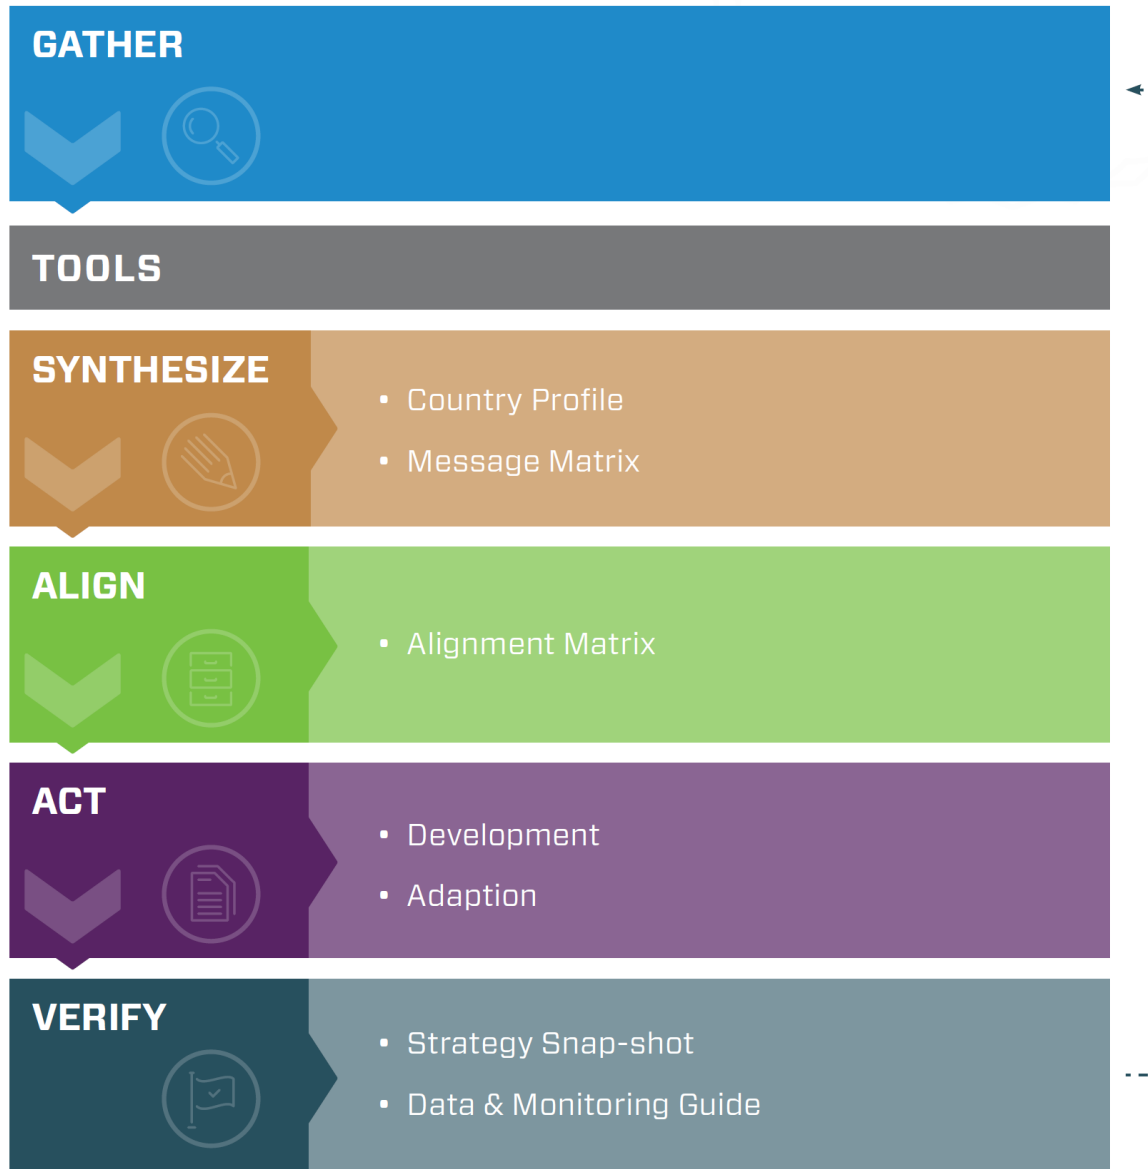 GATHER
TOOLS
SYNTHESIZE
• Country Profile
• Message Matrix
ALIGN
• Alignment Matrix
ACT
• Development
• Adaption
VERIFY
• Strategy Snap-shot
• Data & Monitoring Guide